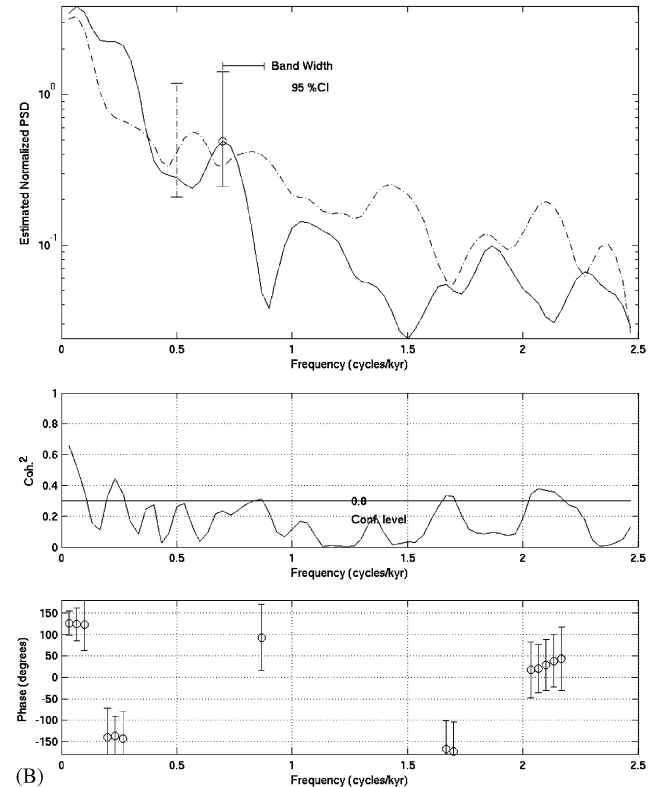 Estimated Normalized PSD
10^0
10^-1
Band Width
95 %CI
0 0.5 1 1.5 2 2.5
Frequency (cycles/kyr)
Coh.^2
1
0.8
0.6
0.4
0.2
0
0.8
Conf. level
0 0.5 1 1.5 2 2.5
Frequency (cycles/kyr)
Phase (degrees)
150
100
50
0
-50
-100
-150
0 0.5 1 1.5 2 2.5
Frequency (cycles/kyr)
(B)